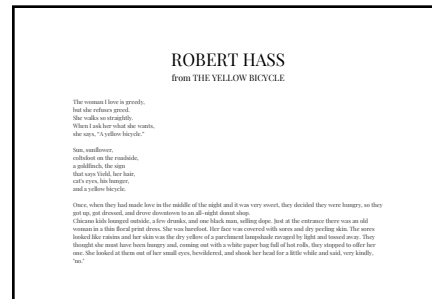 ROBERT HASS
from THE YELLOW BICYCLE
The woman I love is greedy,
but she refuses greed.
She walks so straightly.
When I ask her what she wants,
she says, "A yellow bicycle."
Sun, sunflower,
coltsfoot on the roadside,
a goldfinch, the sign
that says Yield, her hair,
cat's eyes, his hunger,
and a yellow bicycle.
Once, when they had made love in the middle of the night and it was very sweet, they decided they were hungry, so they
got up, got dressed, and drove downtown to an all-night donut shop.
Chicano kids lounged outside, a few drunks, and one black man, selling dope. Just at the entrance there was an old
woman in a thin floral print dress. She was barefoot. Her face was covered with sores and dry peeling skin. The sores
looked like raisins and her skin was the dry yellow of a parchment lampshade ravaged by light and tossed away. They
thought she must have been hungry and, coming out with a white paper bag full of hot rolls, they stopped to offer her
one. She looked at them out of her small eyes, bewildered, and shook her head for a little while and said, very kindly,
"no."